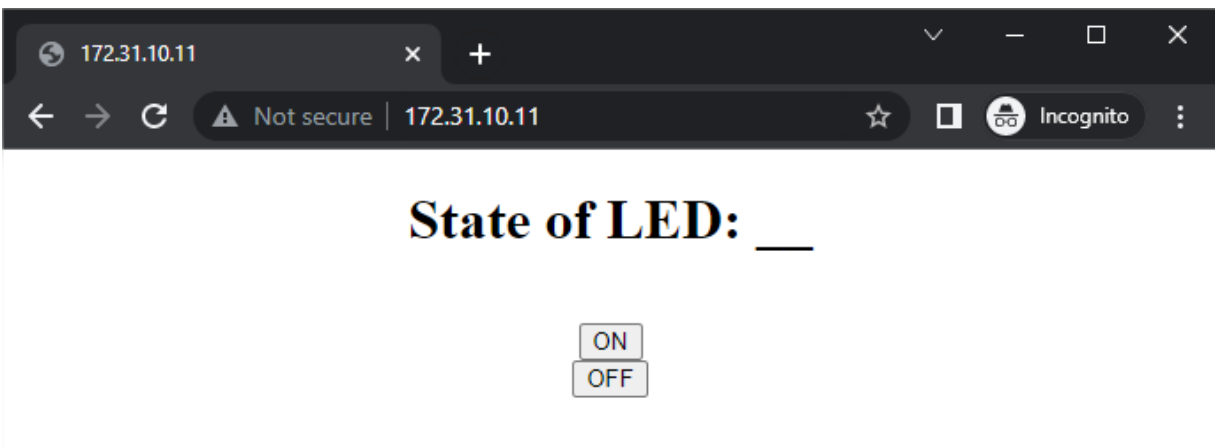 172.31.10.11
Not secure | 172.31.10.11 Incognito
State of LED: __
ON
OFF